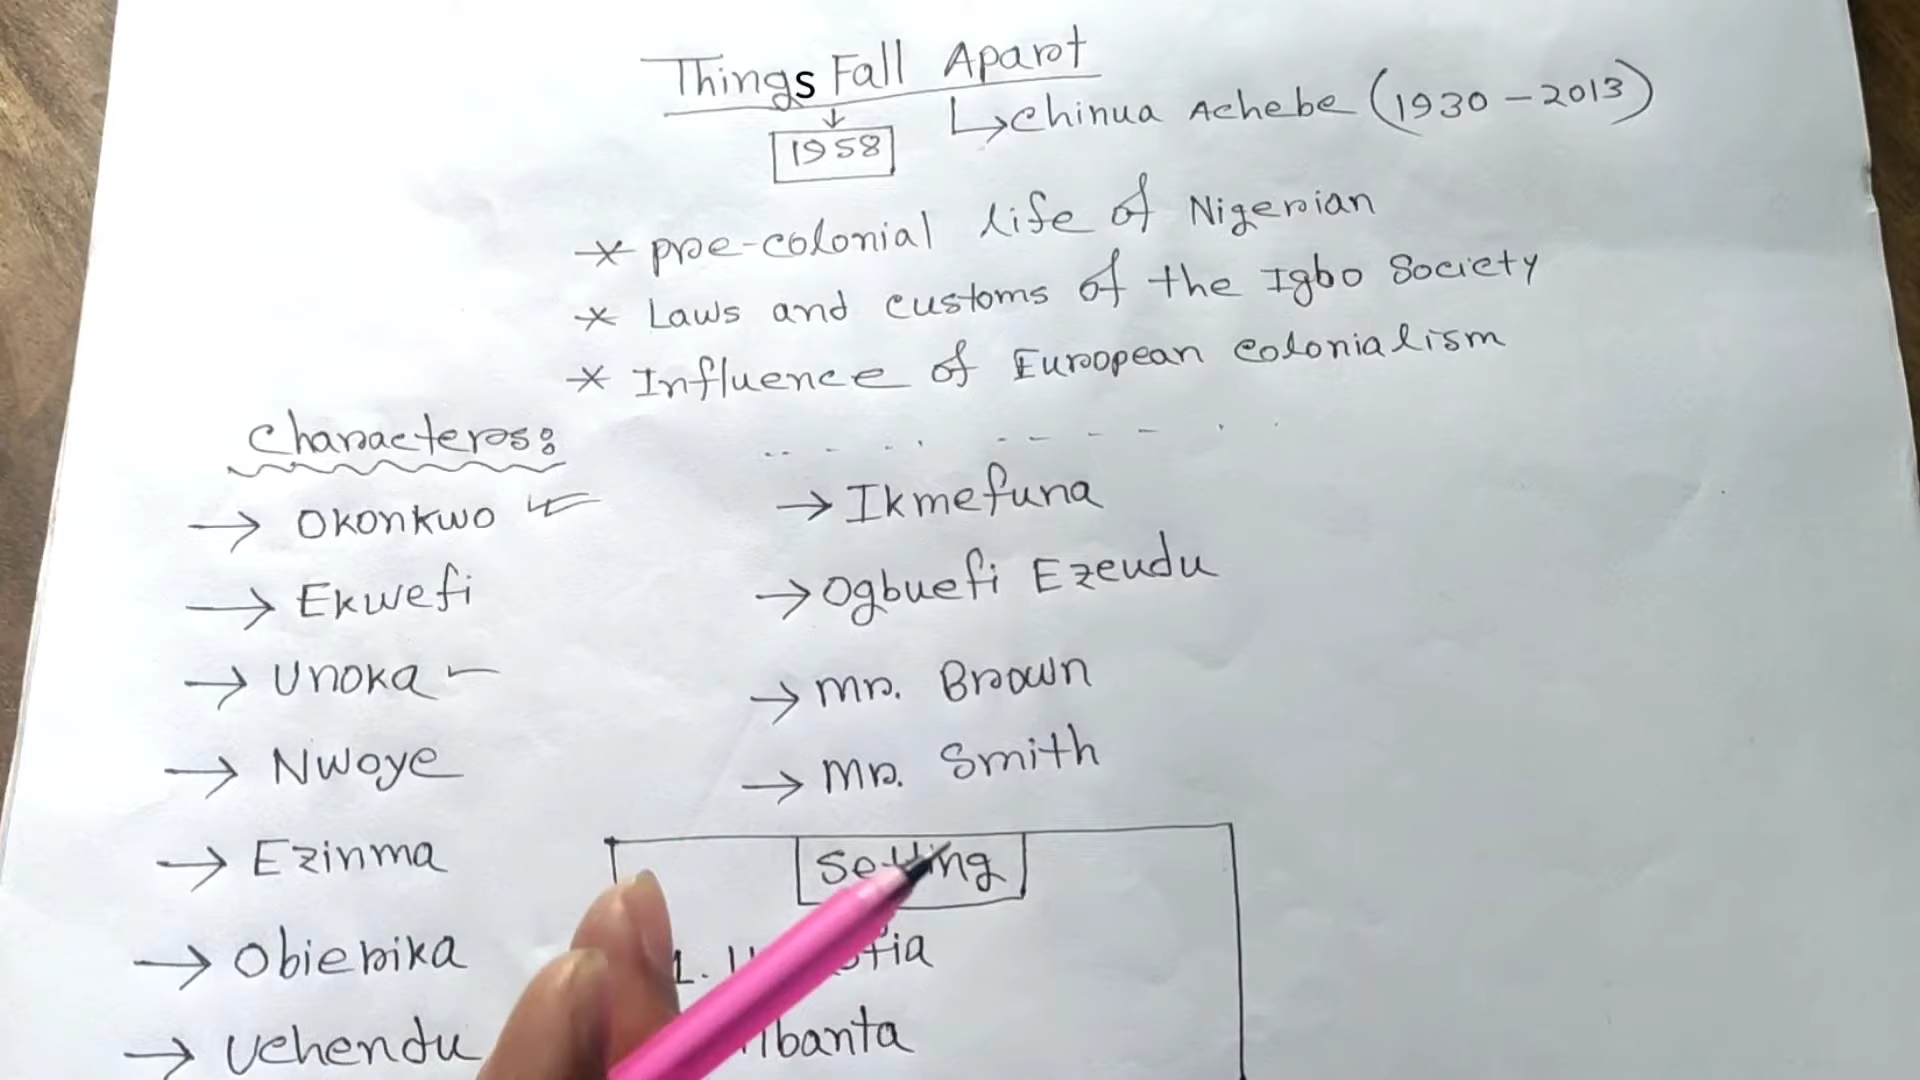 Things Fall Apart
1958
Chinua Achebe (1930-2013)
* pre-colonial life of Nigerian
* Laws and customs of the Igbo Society
* Influence of European colonialism
Characters:
→ Okonkwo
→ Ekwefi
→ Unoka
→ Nwoye
→ Ezinma
→ Obierika
→ Uchendu
→ Ikmefuna
→ Ogbuefi Ezeudu
→ Mr. Brown
→ Mr. Smith
Setting
1.